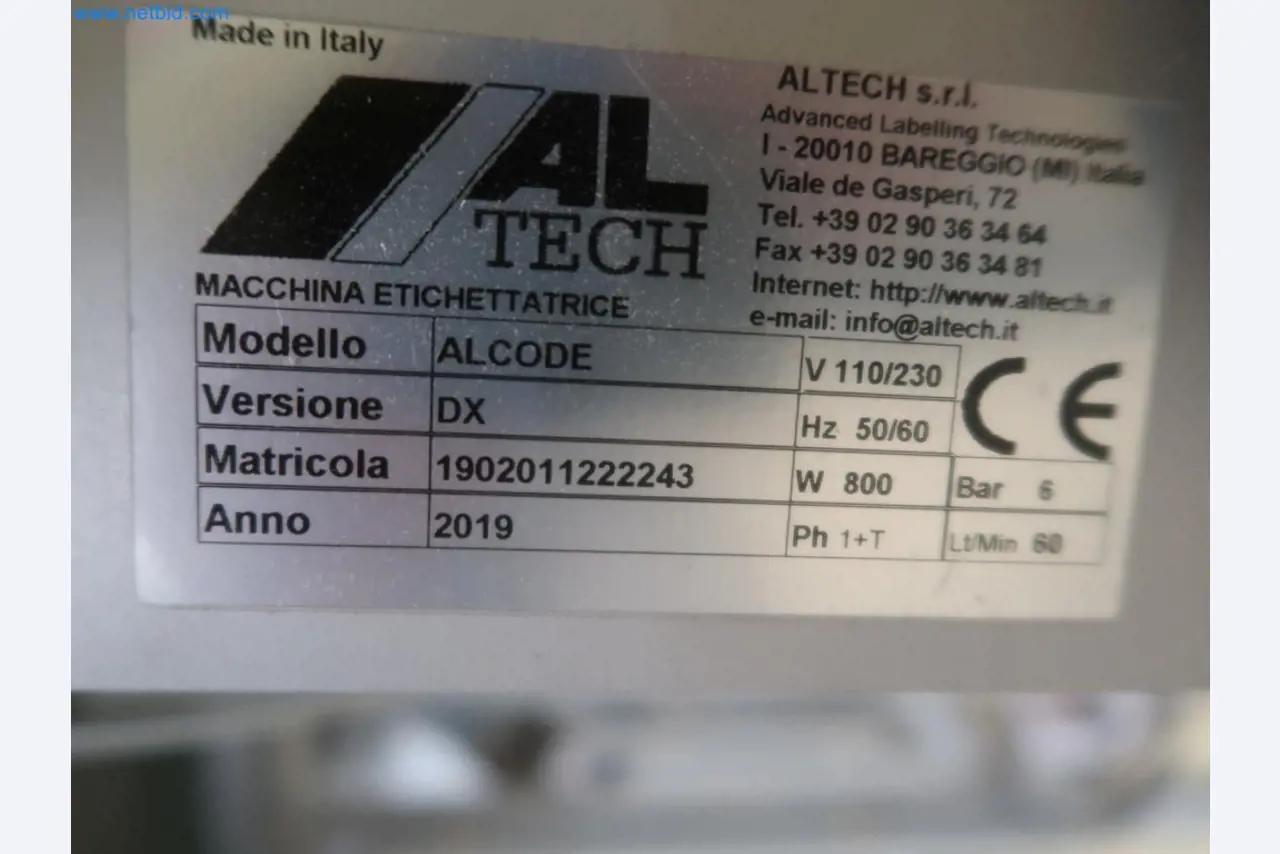 www.netbid.com
Made in Italy
AL
TECH
ALTECH s.r.l.
Advanced Labelling Technologies
I - 20010 BAREGGIO (MI) Italia
Viale de Gasperi, 72
Tel. +39 02 90 36 34 64
Fax +39 02 90 36 34 81
Internet: http://www.altech.it
e-mail: info@altech.it
MACCHINA ETICHETTATRICE
Modello ALCODE V 110/230
Versione DX Hz 50/60
Matricola 1902011222243 W 800 Bar 6
Anno 2019 Ph 1+T Lt/Min 60
CE